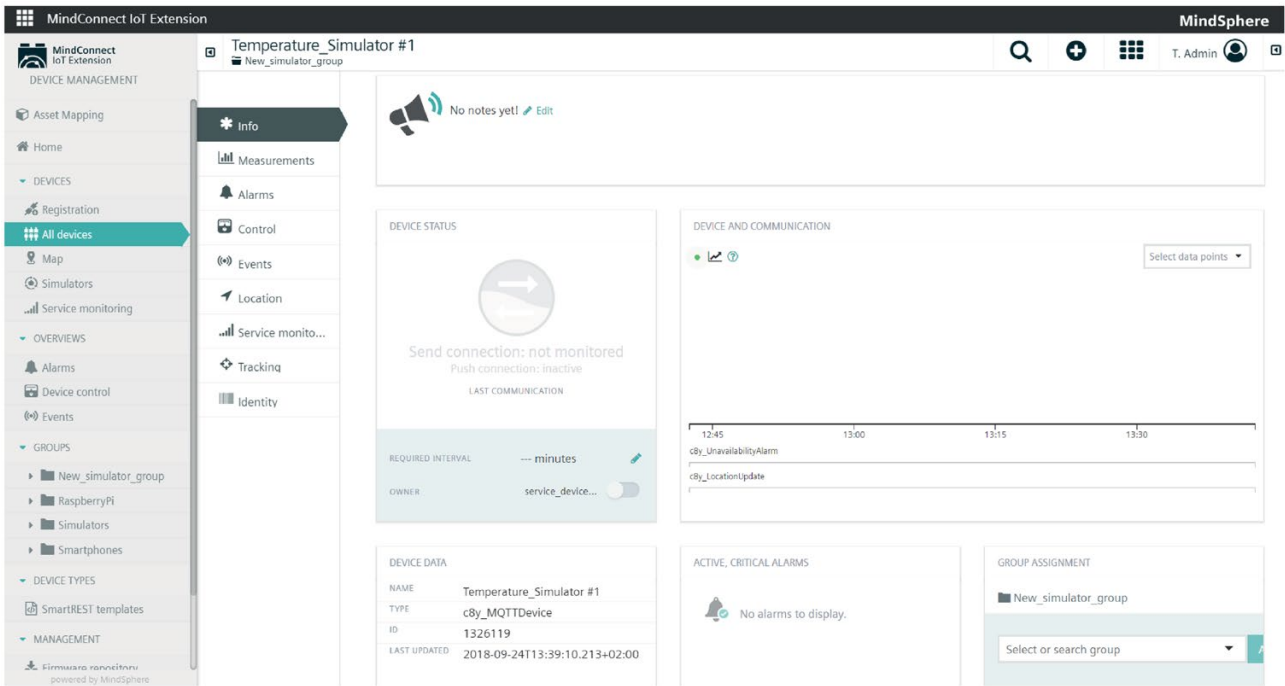 MindConnect IoT Extension
MindSphere
MindConnect
IoT Extension
DEVICE MANAGEMENT
Asset Mapping
Home
DEVICES
Registration
All devices
Map
Simulators
Service monitoring
OVERVIEWS
Alarms
Device control
Events
GROUPS
New_simulator_group
RaspberryPi
Simulators
Smartphones
DEVICE TYPES
SmartREST templates
MANAGEMENT
Firmware repository
powered by MindSphere
Temperature_Simulator #1
New_simulator_group
T. Admin
Info
Measurements
Alarms
Control
Events
Location
Service monito...
Tracking
Identity
No notes yet! Edit
DEVICE STATUS
Send connection: not monitored
Push connection: inactive
LAST COMMUNICATION
REQUIRED INTERVAL --- minutes
OWNER service_device...
DEVICE AND COMMUNICATION
Select data points
12:45 13:00 13:15 13:30
c8y_UnavailabilityAlarm
c8y_LocationUpdate
DEVICE DATA
NAME Temperature_Simulator #1
TYPE c8y_MQTTDevice
ID 1326119
LAST UPDATED 2018-09-24T13:39:10.213+02:00
ACTIVE, CRITICAL ALARMS
No alarms to display.
GROUP ASSIGNMENT
New_simulator_group
Select or search group